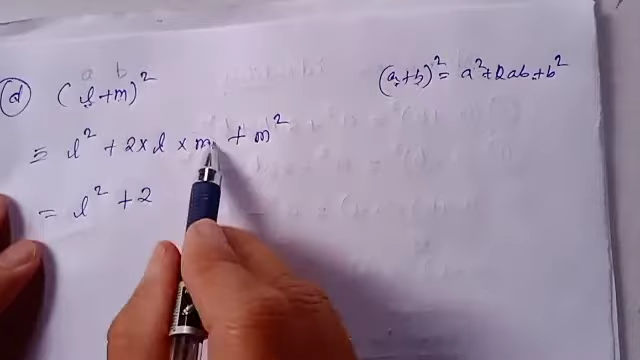 a b
(d) (l+m)² (a+b)² = a²+2ab+b²
= l² + 2×l×m + m²
= l² + 2